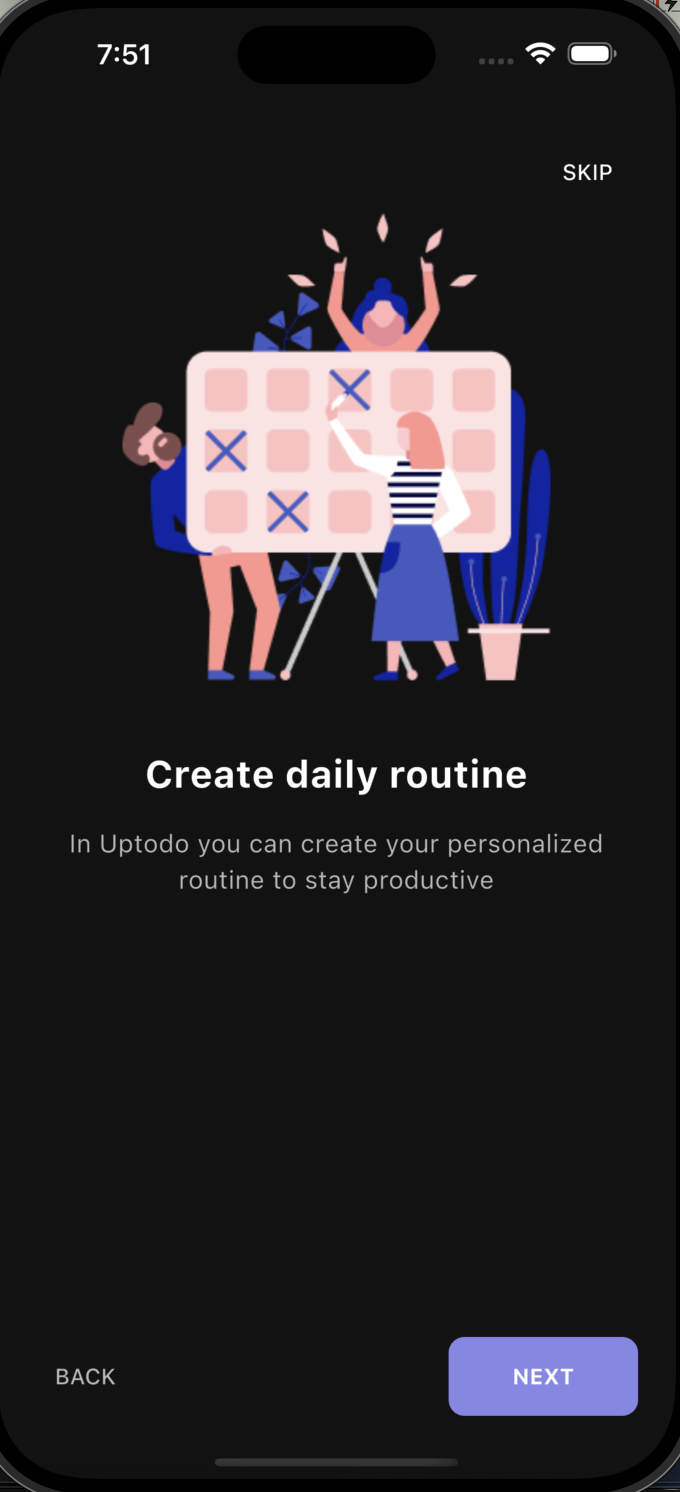 7:51
SKIP
Create daily routine
In Uptodo you can create your personalized
routine to stay productive
BACK
NEXT